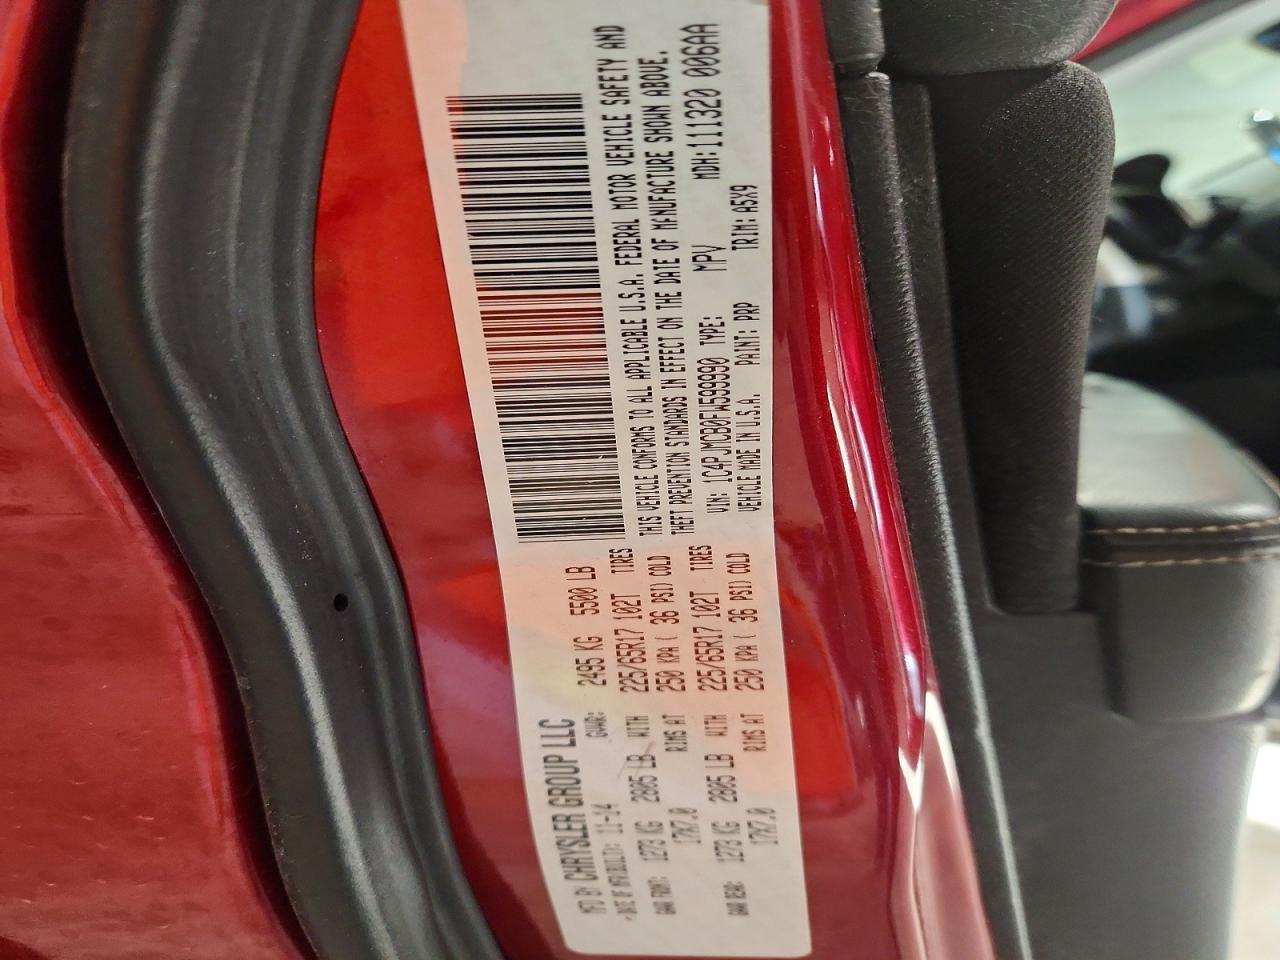 MFD BY CHRYSLER GROUP LLC
DATE OF MFR(BUILT): 11-14 GVWR: 2495 KG 5500 LB
GAWR FRONT: 1273 KG 2805 LB WITH 225/65R17 102T TIRES
17X7.0 RIMS AT 250 KPA ( 36 PSI) COLD
GAWR REAR: 1273 KG 2805 LB WITH 225/65R17 102T TIRES
17X7.0 RIMS AT 250 KPA ( 36 PSI) COLD
THIS VEHICLE CONFORMS TO ALL APPLICABLE U.S.A. FEDERAL MOTOR VEHICLE SAFETY AND
THEFT PREVENTION STANDARDS IN EFFECT ON THE DATE OF MANUFACTURE SHOWN ABOVE.
VIN: 1C4PJMCB0FW599890 TYPE: MPV MDH:111320 006AA
VEHICLE MADE IN U.S.A. PAINT: PRP TRIM: A5X9